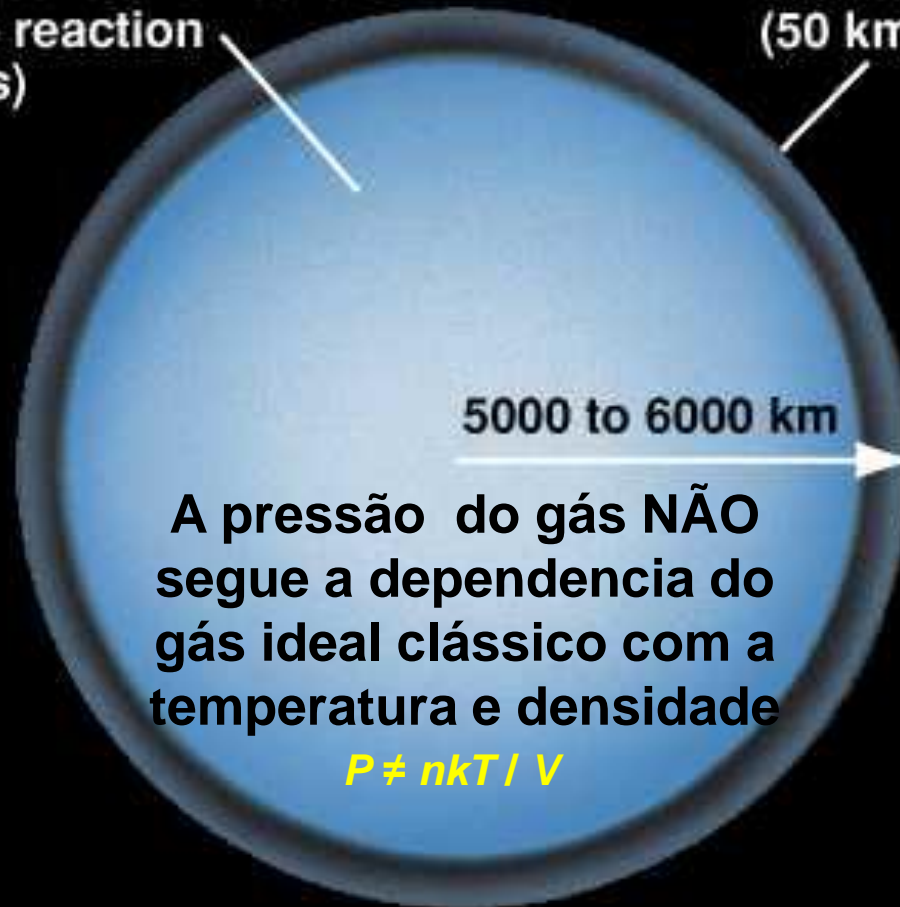 reaction
s)
(50 km
5000 to 6000 km
A pressão do gás NÃO
segue a dependencia do
gás ideal clássico com a
temperatura e densidade
P ≠ nkT / V